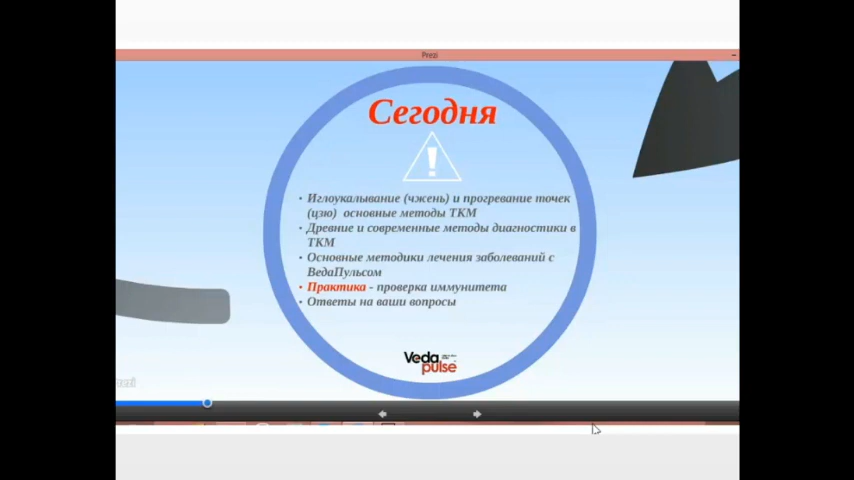 Prezi
Сегодня
• Иглоукалывание (чжень) и прогревание точек
(цзю) основные методы ТКМ
• Древние и современные методы диагностики в
ТКМ
• Основные методики лечения заболеваний с
ВедаПульсом
• Практика - проверка иммунитета
• Ответы на ваши вопросы
Veda
pulse